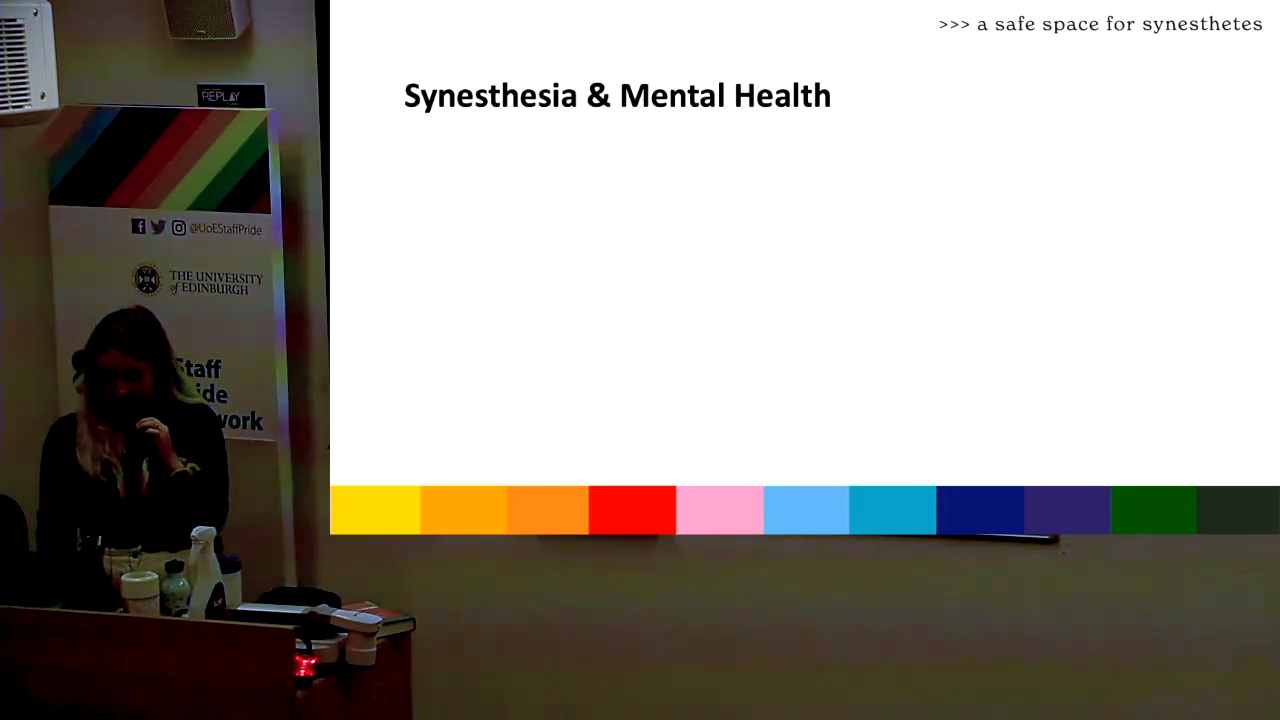 >>> a safe space for synesthetes
Synesthesia & Mental Health
REPLAY
@UoEStaffPride
THE UNIVERSITY
of EDINBURGH
Staff
ide
work